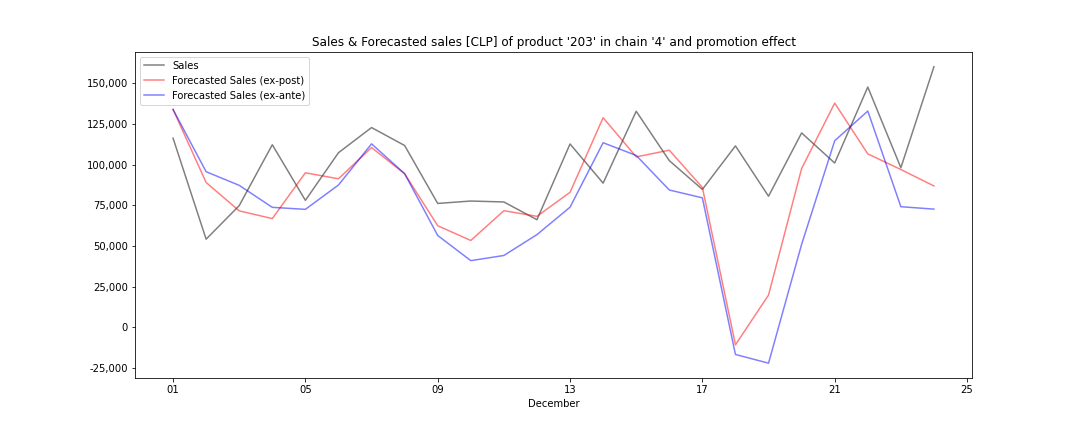 Sales & Forecasted sales [CLP] of product '203' in chain '4' and promotion effect
Sales
Forecasted Sales (ex-post)
Forecasted Sales (ex-ante)
150,000
125,000
100,000
75,000
50,000
25,000
0
-25,000
01 05 09 13 17 21 25
December